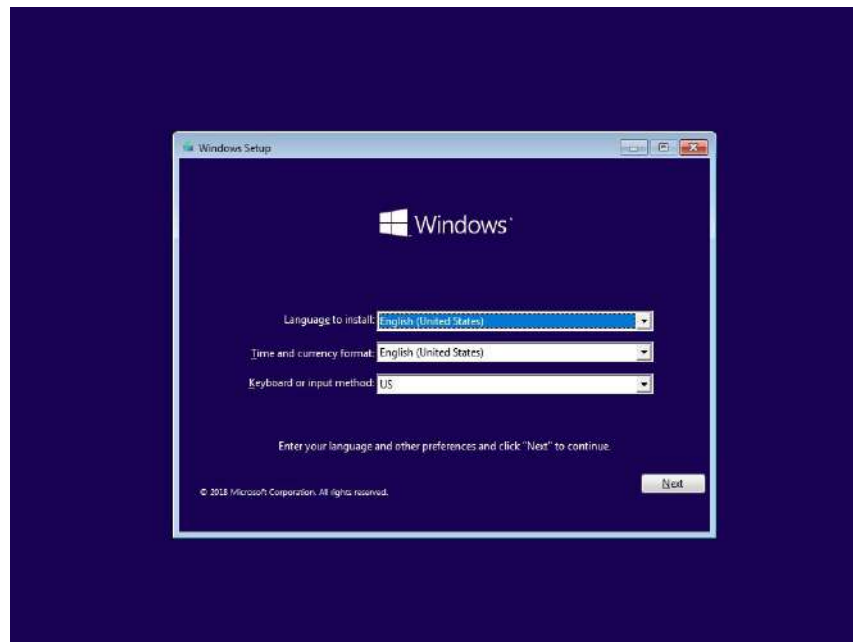 Windows Setup
Windows
Language to install: English (United States)
Time and currency format: English (United States)
Keyboard or input method: US
Enter your language and other preferences and click "Next" to continue.
© 2018 Microsoft Corporation. All rights reserved.
Next